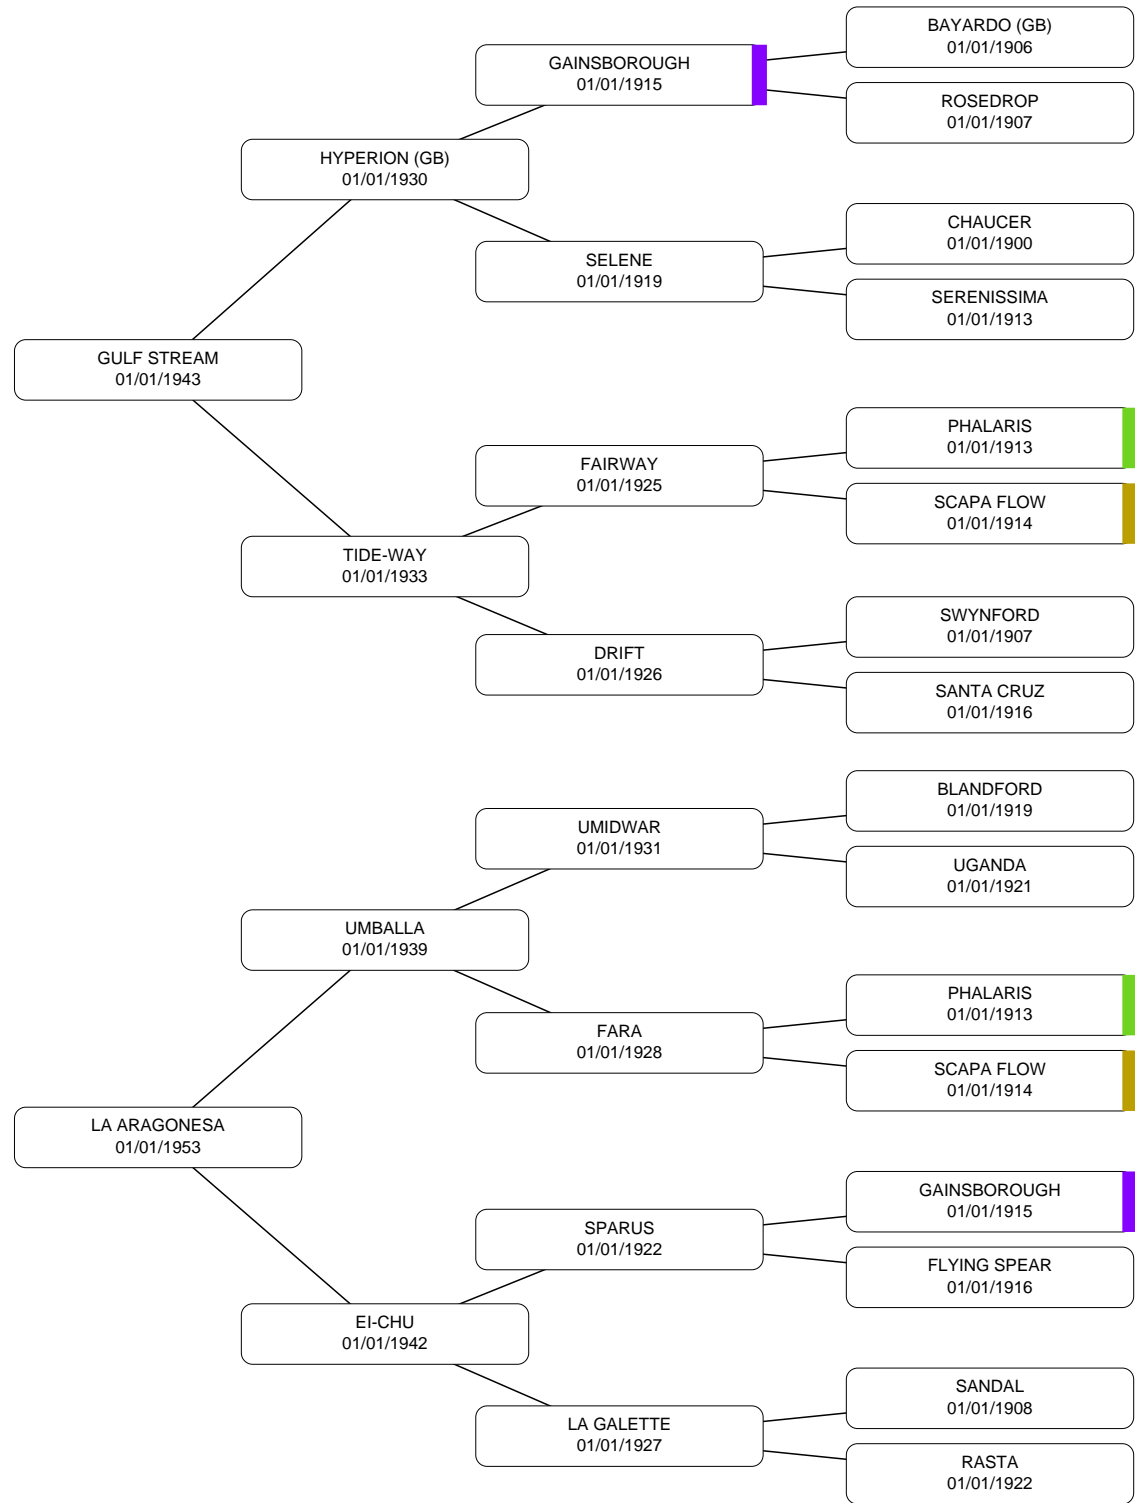 BAYARDO (GB)
01/01/1906
GAINSBOROUGH
01/01/1915
ROSEDROP
01/01/1907
HYPERION (GB)
01/01/1930
CHAUCER
01/01/1900
SELENE
01/01/1919
SERENISSIMA
01/01/1913
GULF STREAM
01/01/1943
PHALARIS
01/01/1913
FAIRWAY
01/01/1925
SCAPA FLOW
01/01/1914
TIDE-WAY
01/01/1933
SWYNFORD
01/01/1907
DRIFT
01/01/1926
SANTA CRUZ
01/01/1916
BLANDFORD
01/01/1919
UMIDWAR
01/01/1931
UGANDA
01/01/1921
UMBALLA
01/01/1939
PHALARIS
01/01/1913
FARA
01/01/1928
SCAPA FLOW
01/01/1914
LA ARAGONESA
01/01/1953
GAINSBOROUGH
01/01/1915
SPARUS
01/01/1922
FLYING SPEAR
01/01/1916
EI-CHU
01/01/1942
SANDAL
01/01/1908
LA GALETTE
01/01/1927
RASTA
01/01/1922